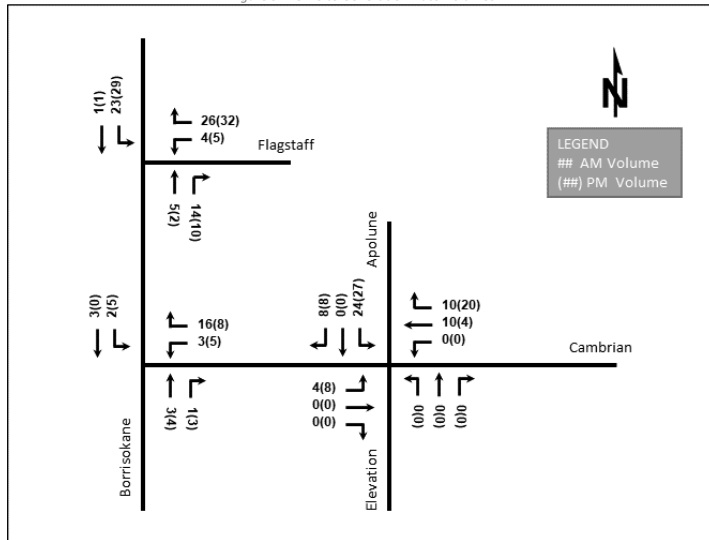 N
LEGEND
## AM Volume
(##) PM Volume
1(1)
23(29)
26(32)
4(5)
Flagstaff
5(2)
14(10)
Apolune
3(0)
2(5)
16(8)
3(5)
8(8)
0(0)
24(27)
10(20)
10(4)
0(0)
Cambrian
3(4)
1(3)
4(8)
0(0)
0(0)
0(0)
0(0)
0(0)
Borrisokane
Elevation